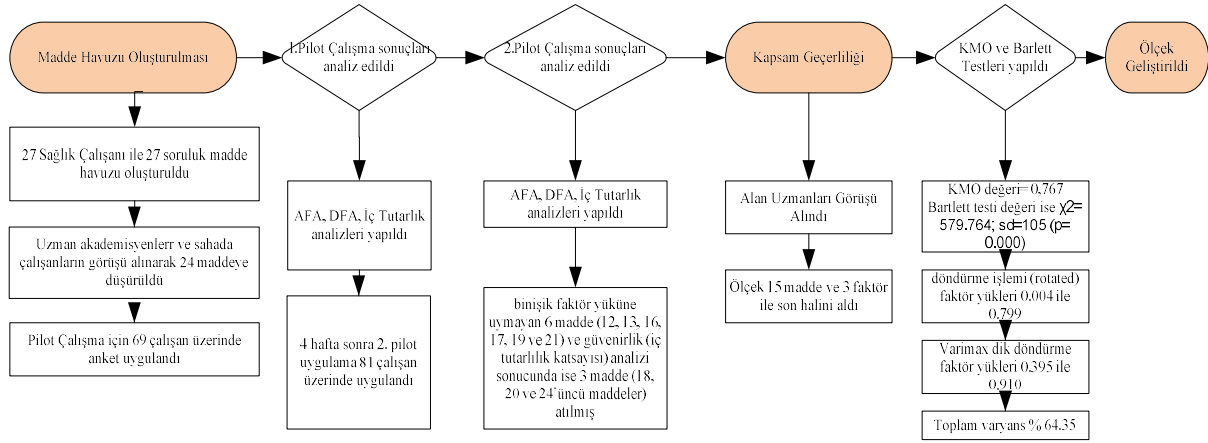 Madde Havuzu Oluşturulması
27 Sağlık Çalışanı ile 27 soruluk madde
havuzu oluşturuldu
Uzman akademisyenlerr ve sahada
çalışanların görüşü alınarak 24 maddeye
düşürüldü
Pilot Çalışma için 69 çalışan üzerinde
anket uygulandı
1.Pilot Çalışma sonuçları
analiz edildi
AFA, DFA, İç Tutarlık
analizleri yapıldı
4 hafta sonra 2. pilot
uygulama 81 çalışan
üzerinde uygulandı
2.Pilot Çalışma sonuçları
analiz edildi
AFA, DFA, İç Tutarlık
analizleri yapıldı
binişik faktör yüküne
uymayan 6 madde (12, 13, 16,
17, 19 ve 21) ve güvenirlik (iç
tutarlılık katsayısı) analizi
sonucunda ise 3 madde (18,
20 ve 24’üncü maddeler)
atılmış
Kapsam Geçerliliği
Alan Uzmanları Görüşü
Alındı
Ölçek 15 madde ve 3 faktör
ile son halini aldı
KMO ve Barlett
Testleri yapıldı
KMO değeri= 0,767
Bartlett testi değeri ise χ2=
579.764; sd=105 (p=
0.000)
döndürme işlemi (rotated)
faktör yükleri 0.004 ile
0.799
Varimax dik döndürme
faktör yükleri 0.395 ile
0.910
Toplam varyans % 64.35
Ölçek
Geliştirildi